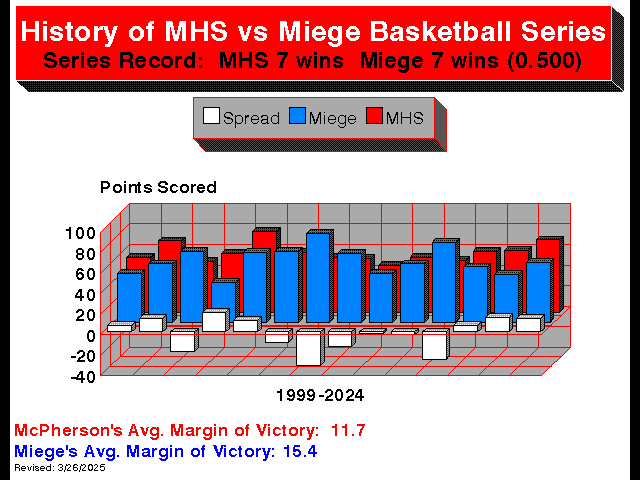 History of MHS vs Miege Basketball Series
Series Record:  MHS 7 wins  Miege 7 wins (0.500)
Spread Miege MHS
Points Scored
100
80
60
40
20
0
-20
-40
1999-2024
McPherson's Avg. Margin of Victory:  11.7
Miege's Avg. Margin of Victory: 15.4
Revised: 3/26/2025